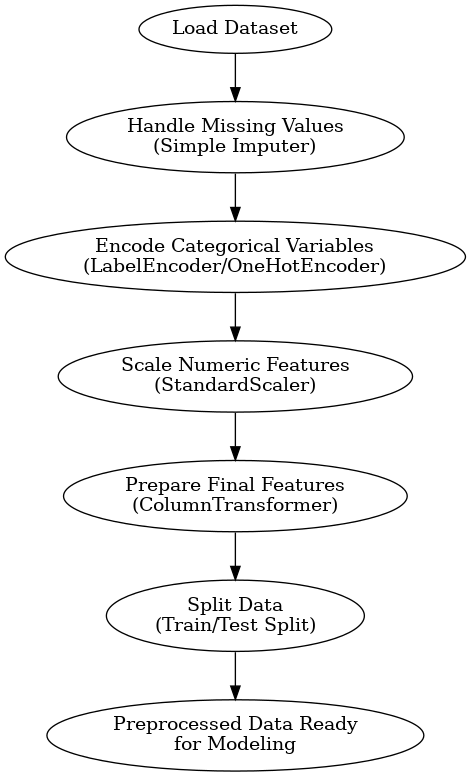 Load Dataset
Handle Missing Values
(Simple Imputer)
Encode Categorical Variables
(LabelEncoder/OneHotEncoder)
Scale Numeric Features
(StandardScaler)
Prepare Final Features
(ColumnTransformer)
Split Data
(Train/Test Split)
Preprocessed Data Ready
for Modeling